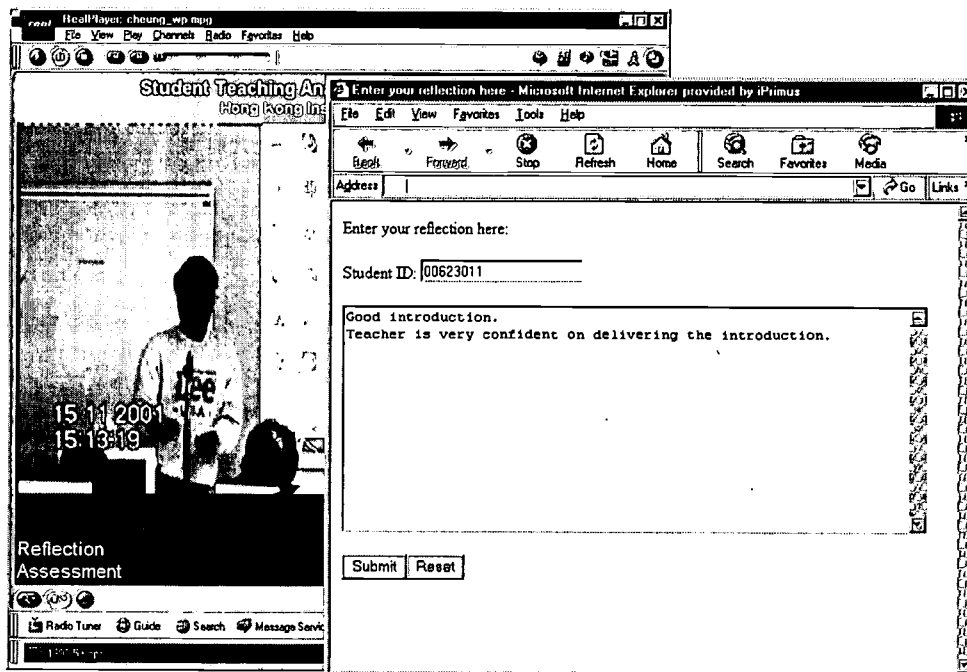 real RealPlayer: cheung_wp.mpg
File View Play Channels Radio Favorites Help
Student Teaching An
Hong Kong Ins
15 11 2001
15:13:19
Lee
Reflection
Assessment
Radio Tuner Guide Search Message Servic
Enter your reflection here - Microsoft Internet Explorer provided by iPrimus
File Edit View Favorites Tools Help
Back Forward Stop Refresh Home Search Favorites Media
Address Go Links
Enter your reflection here:
Student ID: 00623011
Good introduction.
Teacher is very confident on delivering the introduction.
Submit Reset